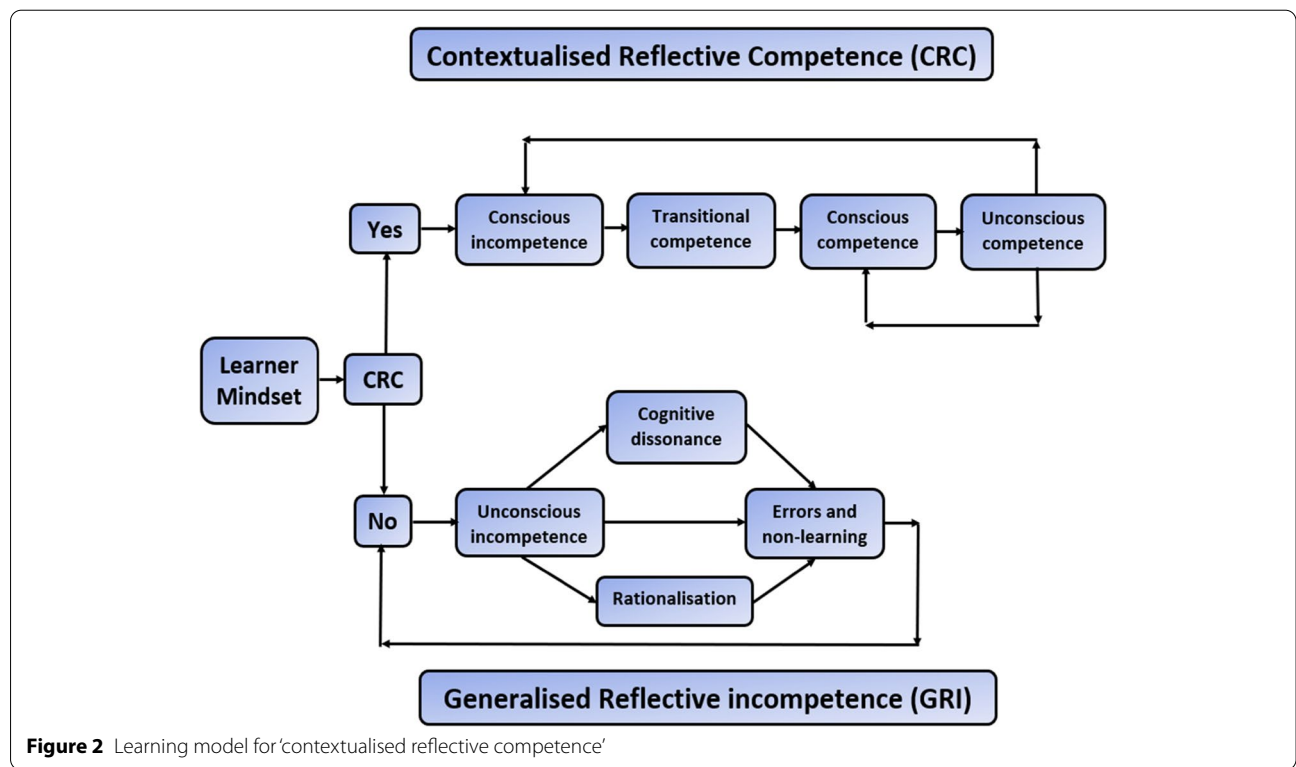 Contextualised Reflective Competence (CRC)
Yes
Conscious
incompetence
Transitional
competence
Conscious
competence
Unconscious
competence
Learner
Mindset
CRC
Cognitive
dissonance
No
Unconscious
incompetence
Errors and
non-learning
Rationalisation
Generalised Reflective incompetence (GRI)
Figure 2 Learning model for 'contextualised reflective competence'